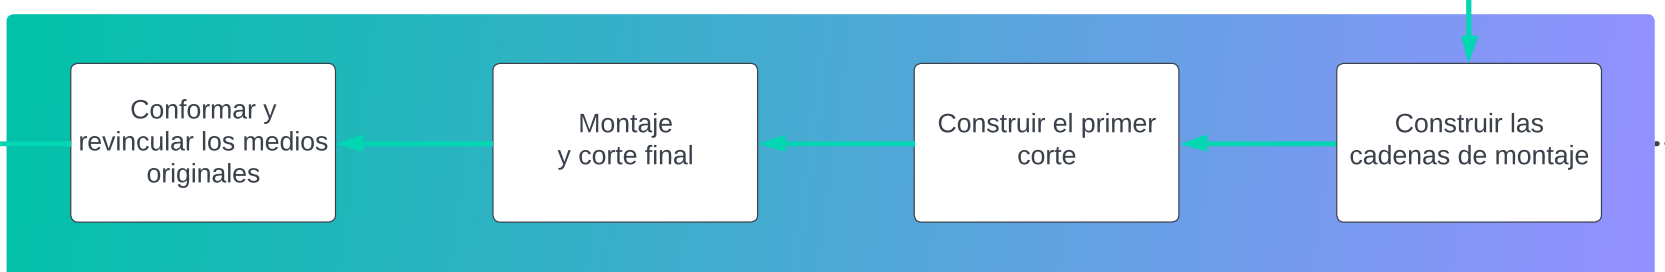 Conformar y
revincular los medios
originales
Montaje
y corte final
Construir el primer
corte
Construir las
cadenas de montaje